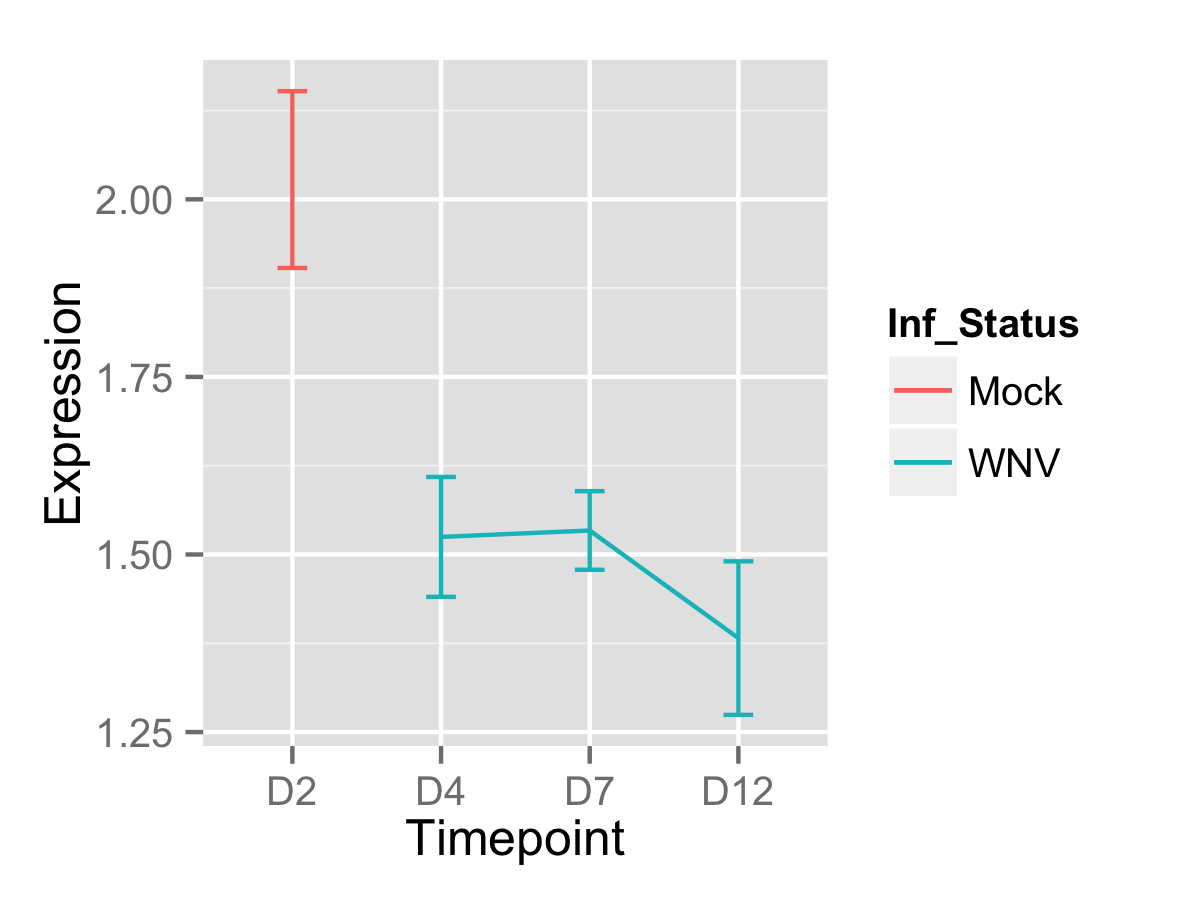 2.00
1.75
1.50
1.25
Expression
D2 D4 D7 D12
Timepoint
Inf_Status
Mock
WNV